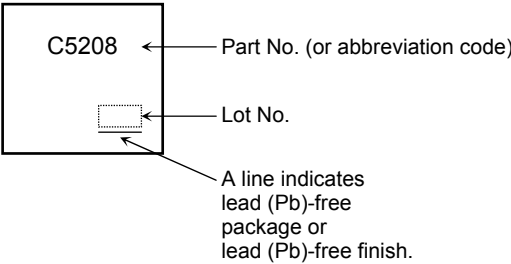 C5208
Part No. (or abbreviation code)
Lot No.
A line indicates
lead (Pb)-free
package or
lead (Pb)-free finish.